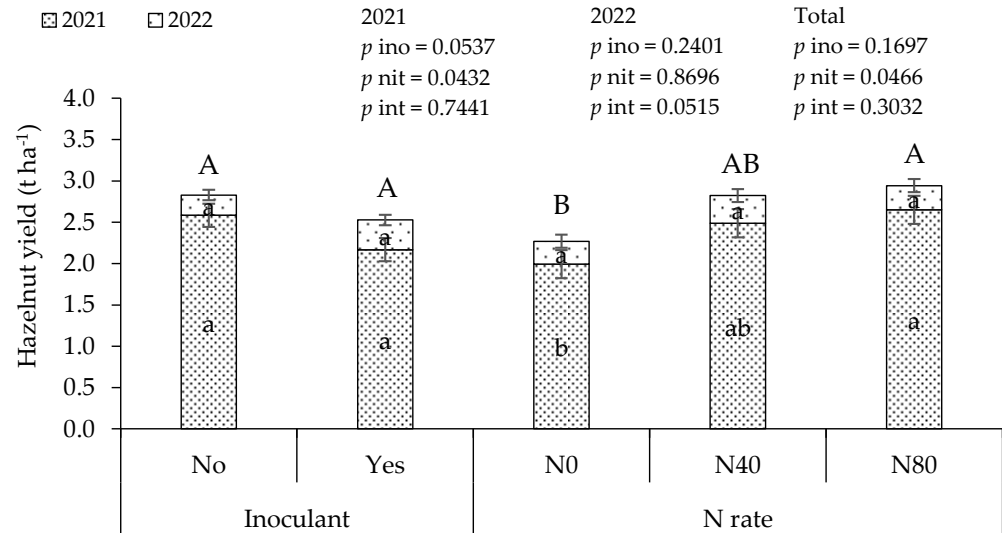 2021 2022
2021 2022 Total
p ino = 0.0537 p ino = 0.2401 p ino = 0.1697
p nit = 0.0432 p nit = 0.8696 p nit = 0.0466
p int = 0.7441 p int = 0.0515 p int = 0.3032
Hazelnut yield (t ha⁻¹)
4.0
3.5
3.0
2.5
2.0
1.5
1.0
0.5
0.0
A A B AB A
a a a a a
a a b ab a
No Yes N0 N40 N80
Inoculant N rate